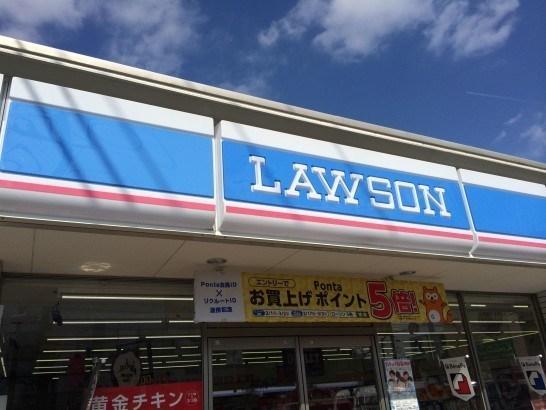 LAWSON
Ponta会員ID
×
リクルートID
連携記念
エントリーで Ponta
お買上げポイント5倍!
黄金チキン
Benefit